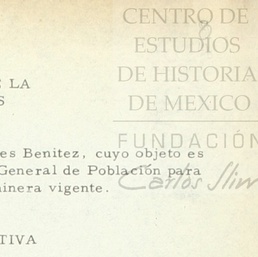 CENTRO DE
ESTUDIOS
DE HISTORIA
DE MEXICO
FUNDACIÓN
Carlos Slim
LA
es Benitez, cuyo objeto es
General de Población para
minera vigente.
TIVA